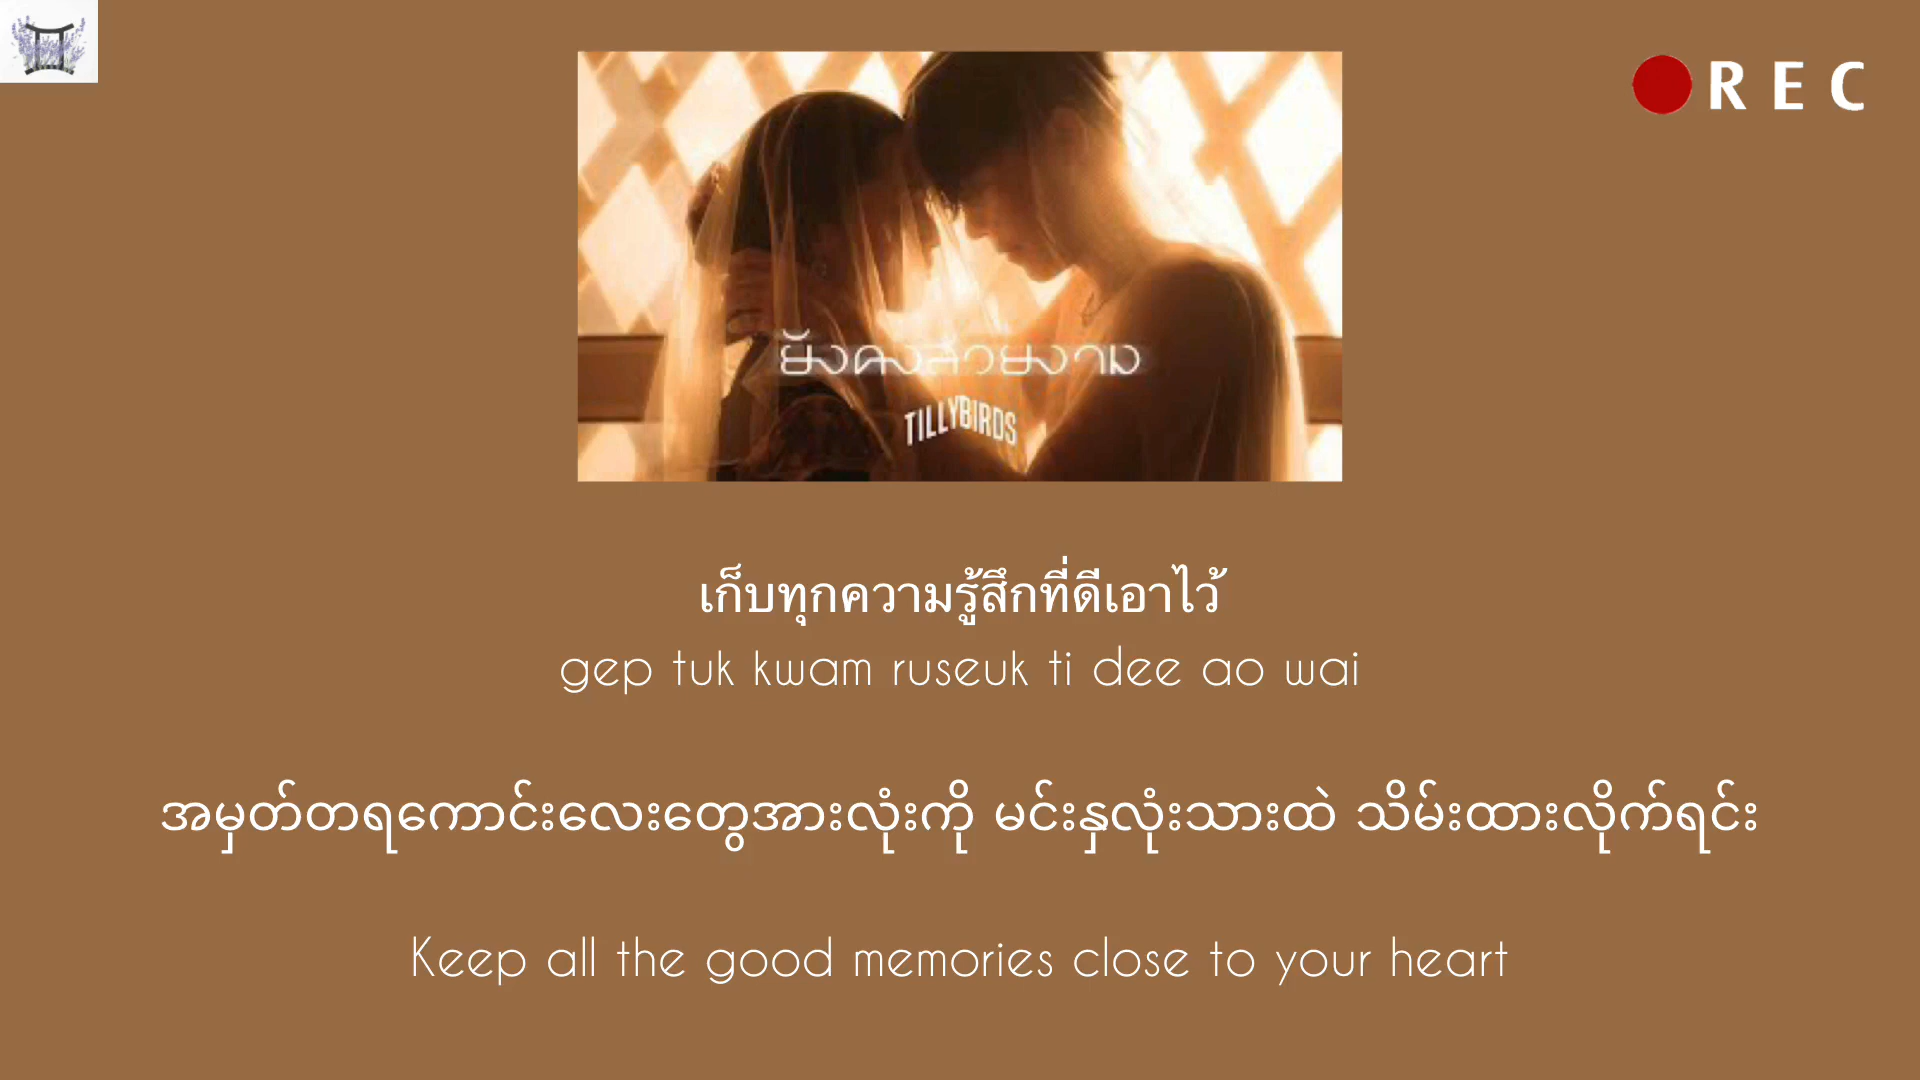 REC
ยังคงสวยงาม
TILLYBIRDS
เก็บทุกความรู้สึกที่ดีเอาไว้
gep tuk kwam ruseuk ti dee ao wai
အမှတ်တရကောင်းလေးတွေအားလုံးကို မင်းနှလုံးသားထဲ သိမ်းထားလိုက်ရင်း
Keep all the good memories close to your heart